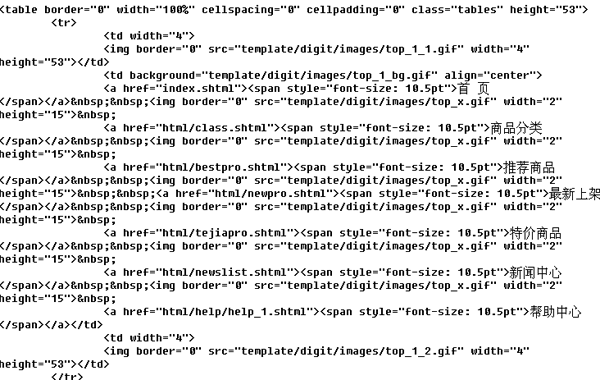 <table border="0" width="100%" cellspacing="0" cellpadding="0" class="tables" height="53">
<tr>
<td width="4">
<img border="0" src="template/digit/images/top_1_1.gif" width="4"
height="53"></td>
<td background="template/digit/images/top_1_bg.gif" align="center">
<a href="index.shtml"><span style="font-size: 10.5pt">首 页
</span></a>&nbsp;&nbsp;<img border="0" src="template/digit/images/top_x.gif" width="2"
height="15">&nbsp;
<a href="html/class.shtml"><span style="font-size: 10.5pt">商品分类
</span></a>&nbsp;&nbsp;<img border="0" src="template/digit/images/top_x.gif" width="2"
height="15">&nbsp;
<a href="html/bestpro.shtml"><span style="font-size: 10.5pt">推荐商品
</span></a>&nbsp;&nbsp;<img border="0" src="template/digit/images/top_x.gif" width="2"
height="15">&nbsp;&nbsp;<a href="html/newpro.shtml"><span style="font-size: 10.5pt">最新上架
</span></a>&nbsp;&nbsp;<img border="0" src="template/digit/images/top_x.gif" width="2"
height="15">&nbsp;
<a href="html/tejiapro.shtml"><span style="font-size: 10.5pt">特价商品
</span></a>&nbsp;&nbsp;<img border="0" src="template/digit/images/top_x.gif" width="2"
height="15">&nbsp;
<a href="html/newslist.shtml"><span style="font-size: 10.5pt">新闻中心
</span></a>&nbsp;&nbsp;<img border="0" src="template/digit/images/top_x.gif" width="2"
height="15">&nbsp;
<a href="html/help/help_1.shtml"><span style="font-size: 10.5pt">帮助中心
</span></a></td>
<td width="4">
<img border="0" src="template/digit/images/top_1_2.gif" width="4"
height="53"></td>
</tr>